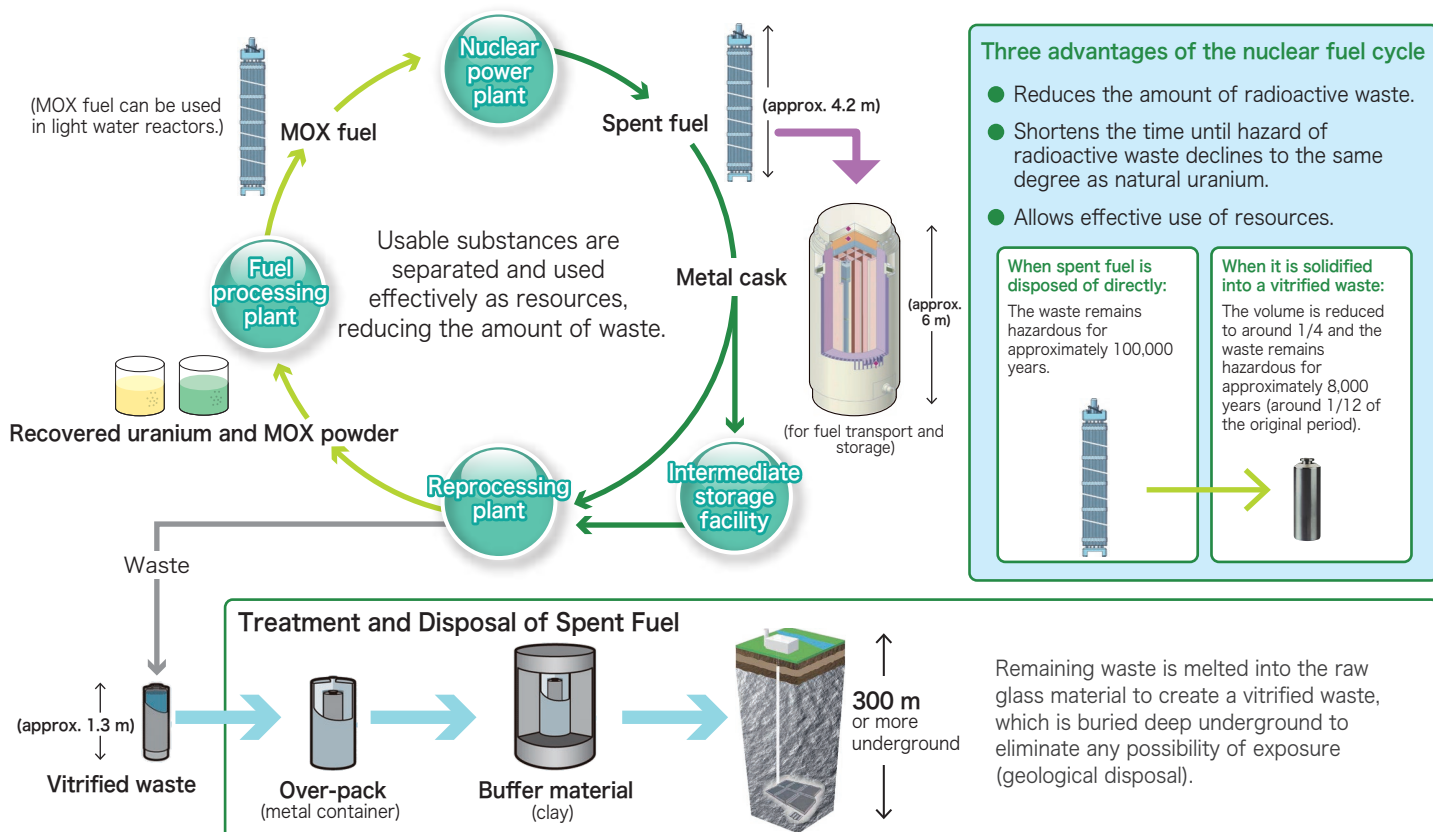 Nuclear
power
plant
(MOX fuel can be used
in light water reactors.)
MOX fuel
Spent fuel
(approx. 4.2 m)
Usable substances are
separated and used
effectively as resources,
reducing the amount of waste.
Fuel
processing
plant
Metal cask
(approx.
6 m)
(for fuel transport and
storage)
Recovered uranium and MOX powder
Reprocessing
plant
Intermediate
storage
facility
Waste
Three advantages of the nuclear fuel cycle
● Reduces the amount of radioactive waste.
● Shortens the time until hazard of
radioactive waste declines to the same
degree as natural uranium.
● Allows effective use of resources.
When spent fuel is
disposed of directly:
The waste remains
hazardous for
approximately 100,000
years.
When it is solidified
into a vitrified waste:
The volume is reduced
to around 1/4 and the
waste remains
hazardous for
approximately 8,000
years (around 1/12 of
the original period).
Treatment and Disposal of Spent Fuel
(approx. 1.3 m)
Vitrified waste
Over-pack
(metal container)
Buffer material
(clay)
300 m
or more
underground
Remaining waste is melted into the raw
glass material to create a vitrified waste,
which is buried deep underground to
eliminate any possibility of exposure
(geological disposal).